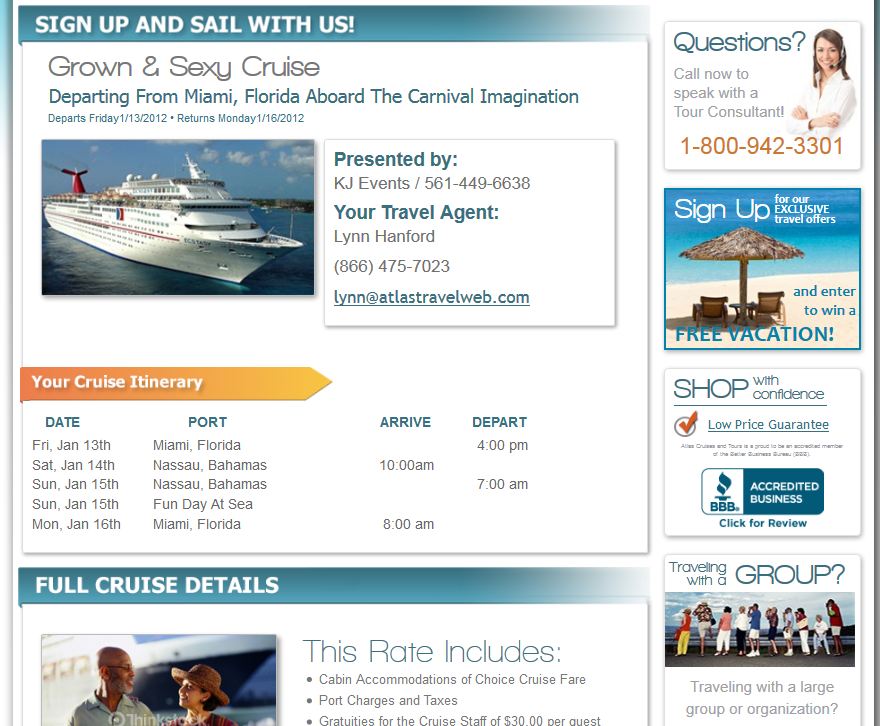 SIGN UP AND SAIL WITH US!
Grown & Sexy Cruise
Departing From Miami, Florida Aboard The Carnival Imagination
Departs Friday1/13/2012 • Returns Monday1/16/2012
ECSTASY
Presented by:
KJ Events / 561-449-6638
Your Travel Agent:
Lynn Hanford
(866) 475-7023
lynn@atlastravelweb.com
Your Cruise Itinerary
DATE PORT ARRIVE DEPART
Fri, Jan 13th Miami, Florida 4:00 pm
Sat, Jan 14th Nassau, Bahamas 10:00am
Sun, Jan 15th Nassau, Bahamas 7:00 am
Sun, Jan 15th Fun Day At Sea
Mon, Jan 16th Miami, Florida 8:00 am
FULL CRUISE DETAILS
©Thinkstock
This Rate Includes:
• Cabin Accommodations of Choice Cruise Fare
• Port Charges and Taxes
• Gratuities for the Cruise Staff of $30.00 per guest
Questions?
Call now to
speak with a
Tour Consultant!
1-800-942-3301
Sign Up for our
EXCLUSIVE
travel offers
and enter
to win a
FREE VACATION!
SHOP with
confidence
Low Price Guarantee
Atlas Cruises and Tours is a proud to be an accredited member
of the Better Business Bureau (BBB).
BBB. ACCREDITED
BUSINESS
Click for Review
Traveling
with a GROUP?
Traveling with a large
group or organization?